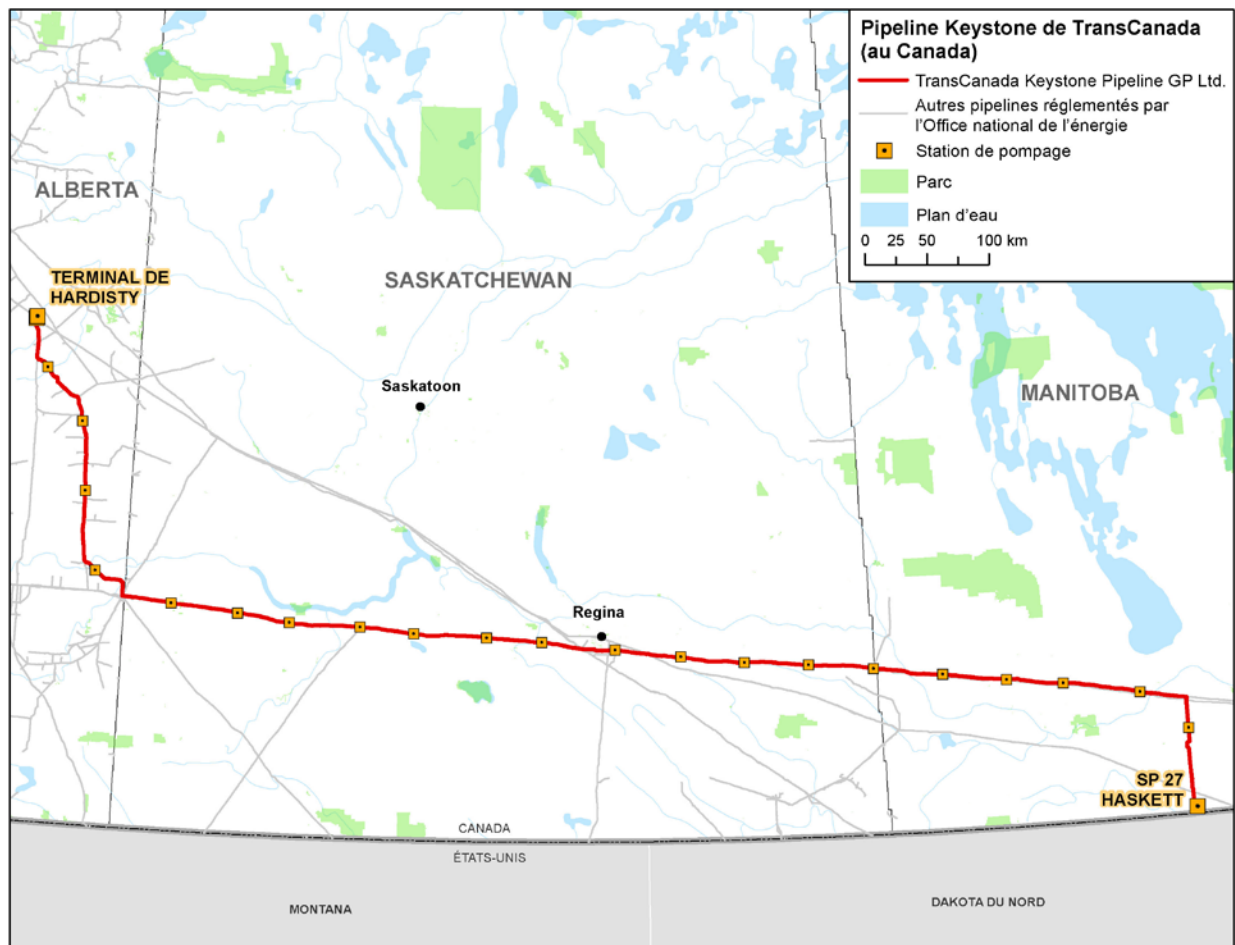 Pipeline Keystone de TransCanada
(au Canada)
TransCanada Keystone Pipeline GP Ltd.
Autres pipelines réglementés par
l'Office national de l'énergie
Station de pompage
Parc
Plan d'eau
0 25 50 100 km
ALBERTA
TERMINAL DE
HARDISTY
SASKATCHEWAN
Saskatoon
MANITOBA
Regina
SP 27
HASKETT
CANADA
ÉTATS-UNIS
MONTANA
DAKOTA DU NORD